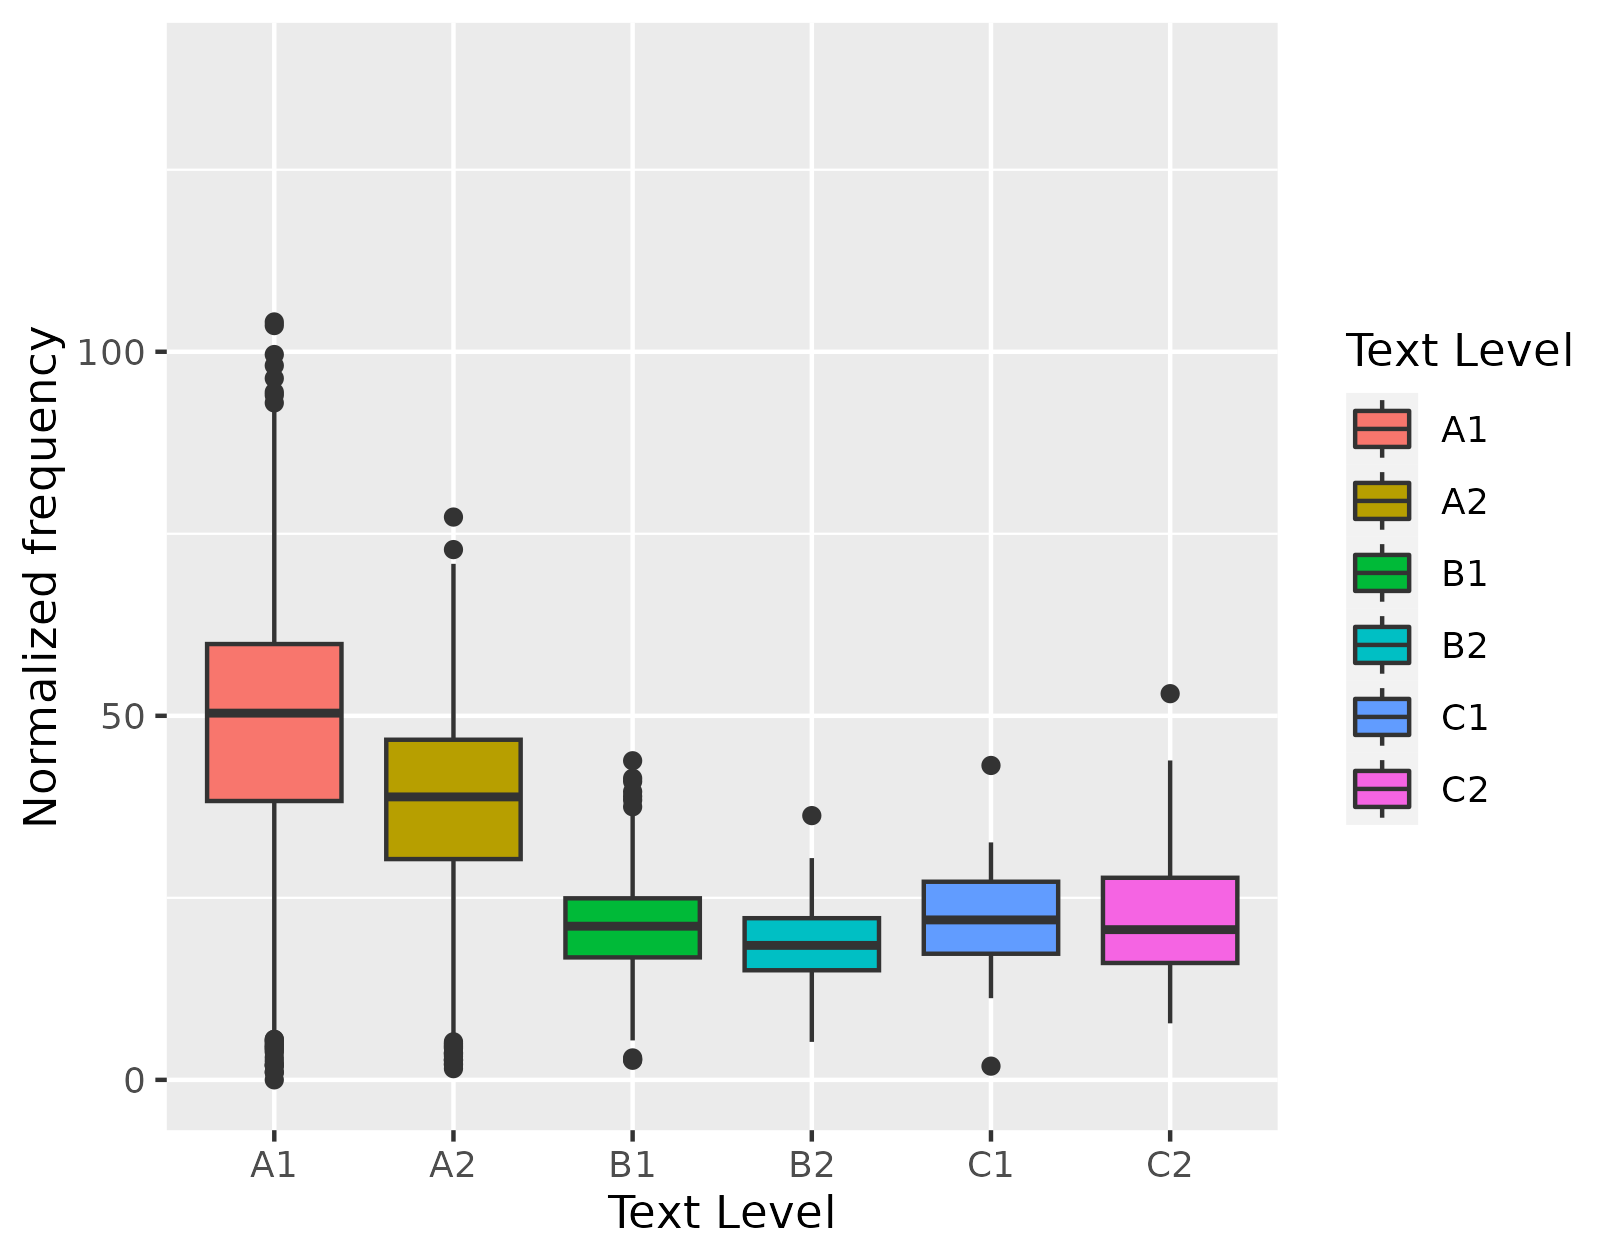 Normalized frequency
100
50
0
A1 A2 B1 B2 C1 C2
Text Level
Text Level
A1
A2
B1
B2
C1
C2